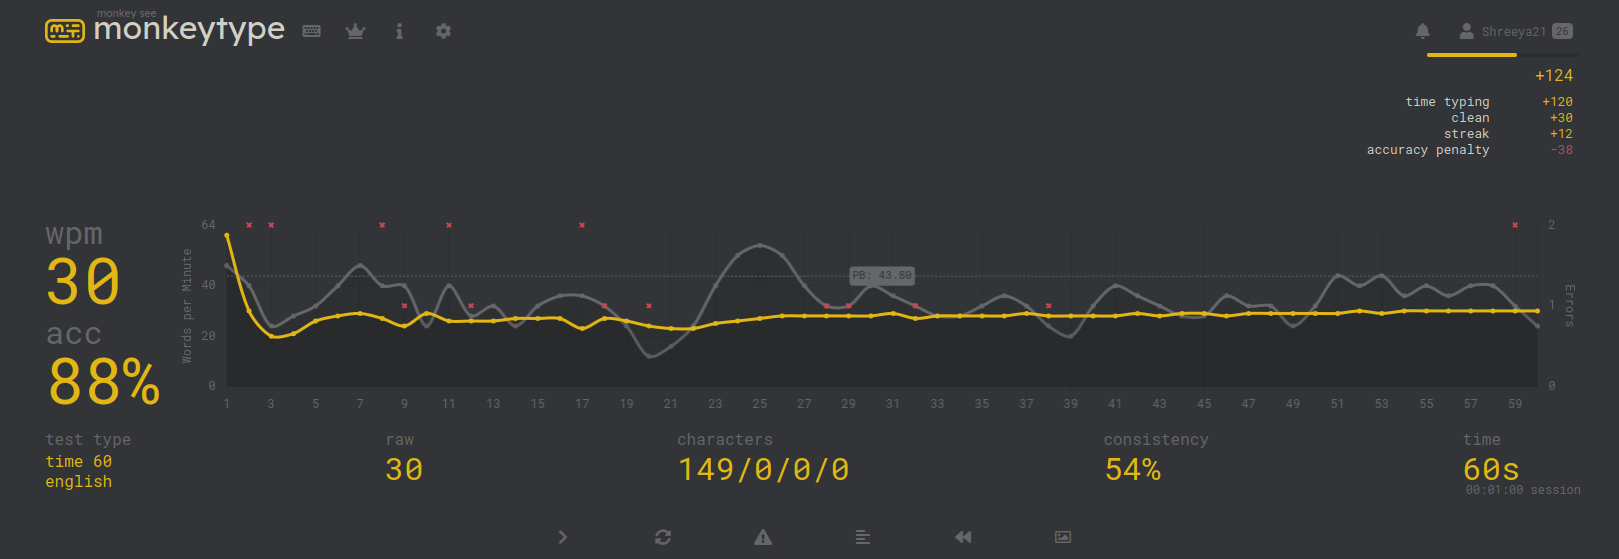 monkey see
monkeytype
Shreeya21 26
+124
time typing +120
clean +30
streak +12
accuracy penalty -38
wpm
30
acc
88%
Words per Minute
64
40
20
0
PB: 43.80
2
1
0
Errors
1 3 5 7 9 11 13 15 17 19 21 23 25 27 29 31 33 35 37 39 41 43 45 47 49 51 53 55 57 59
test type
time 60
english
raw
30
characters
149/0/0/0
consistency
54%
time
60s
00:01:00 session